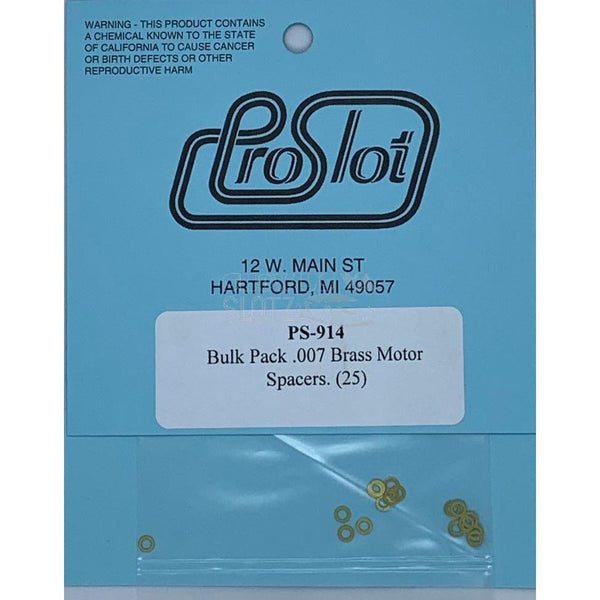 WARNING - THIS PRODUCT CONTAINS
A CHEMICAL KNOWN TO THE STATE
OF CALIFORNIA TO CAUSE CANCER
OR BIRTH DEFECTS OR OTHER
REPRODUCTIVE HARM
ProSlot
12 W. MAIN ST
HARTFORD, MI 49057
PS-914
Bulk Pack .007 Brass Motor
Spacers. (25)